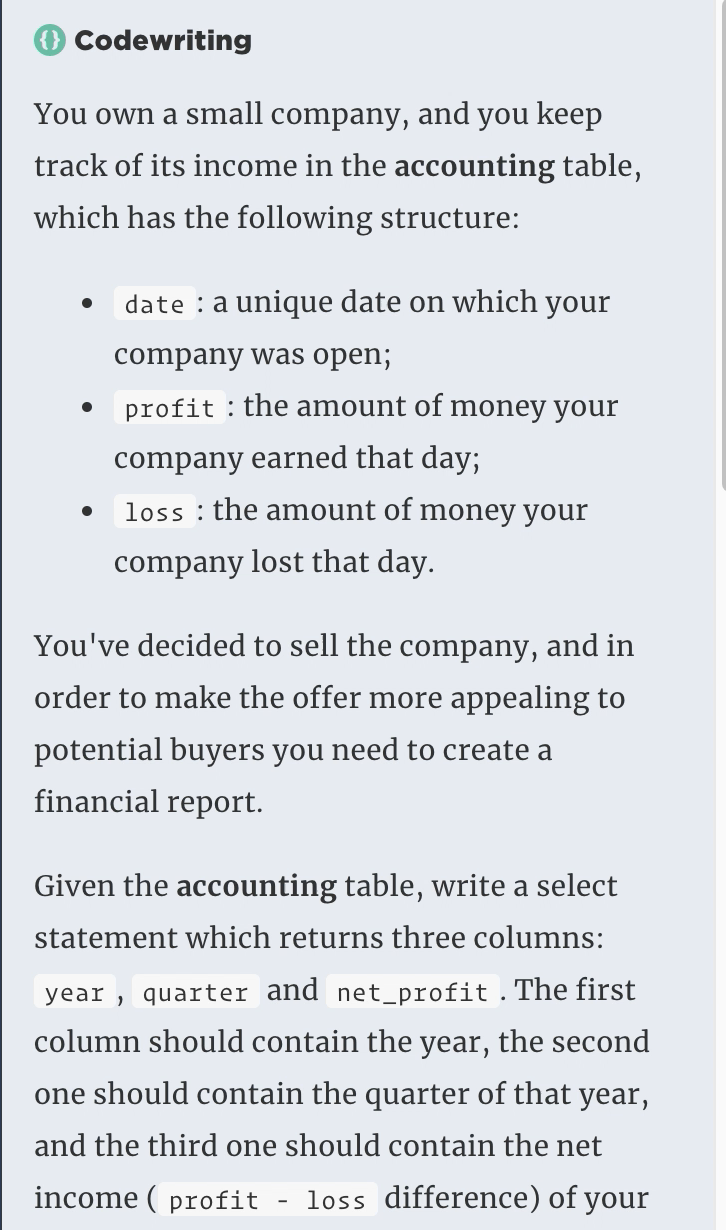 {} Codewriting
You own a small company, and you keep
track of its income in the accounting table,
which has the following structure:
• date : a unique date on which your
company was open;
• profit : the amount of money your
company earned that day;
• loss : the amount of money your
company lost that day.
You've decided to sell the company, and in
order to make the offer more appealing to
potential buyers you need to create a
financial report.
Given the accounting table, write a select
statement which returns three columns:
year , quarter and net_profit . The first
column should contain the year, the second
one should contain the quarter of that year,
and the third one should contain the net
income ( profit - loss difference) of your